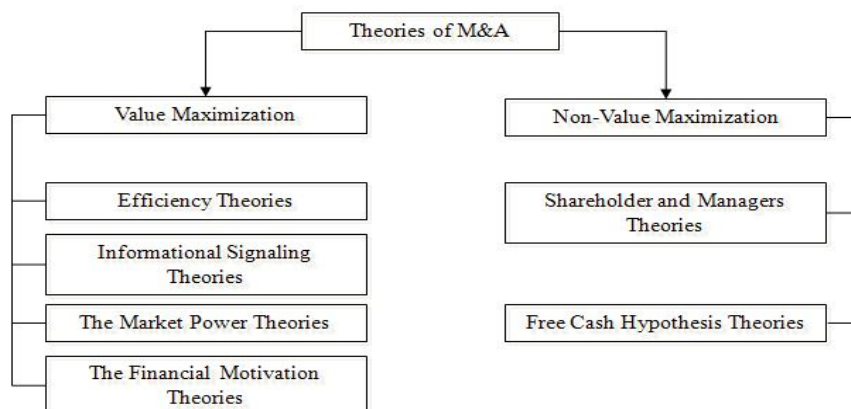 Theories of M&A
Value Maximization
Non-Value Maximization
Efficiency Theories
Shareholder and Managers
Theories
Informational Signaling
Theories
The Market Power Theories
Free Cash Hypothesis Theories
The Financial Motivation
Theories